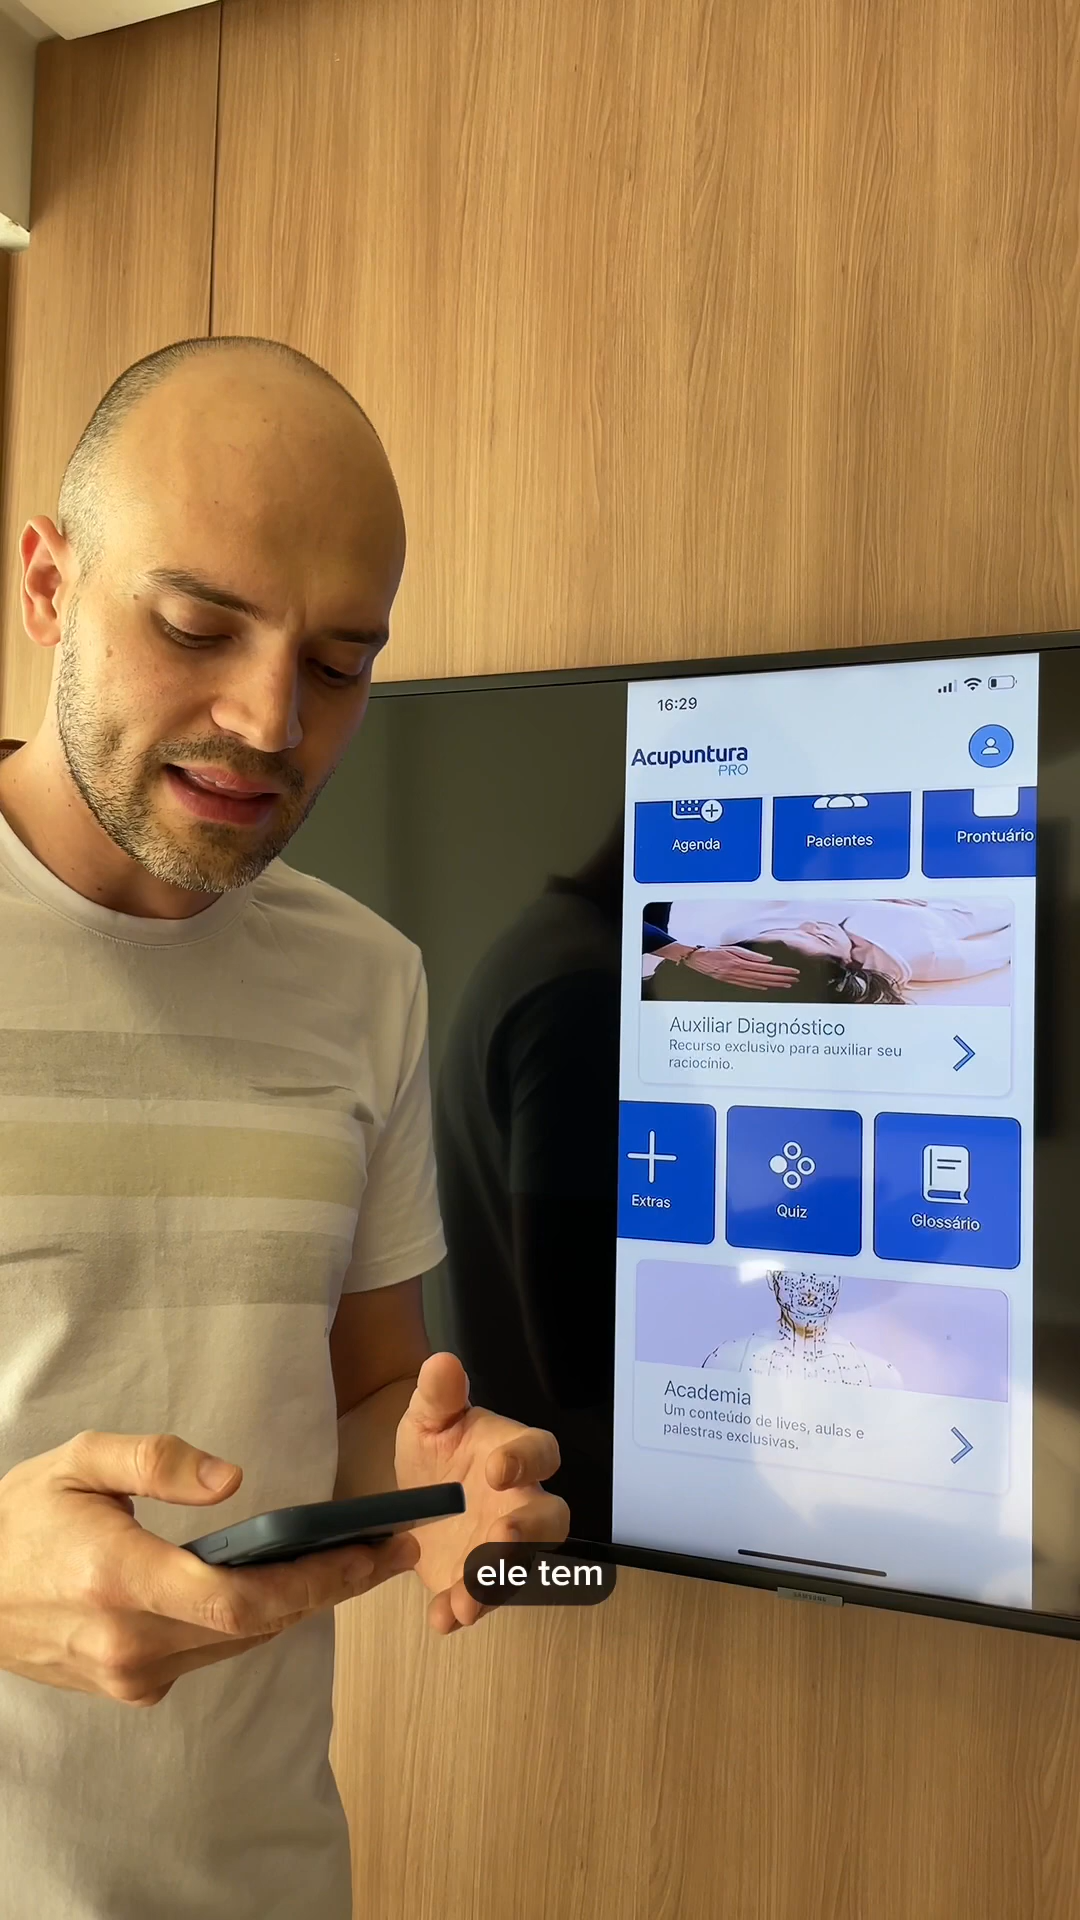 16:29
Acupuntura
PRO
Agenda
Pacientes
Prontuário
Auxiliar Diagnóstico
Recurso exclusivo para auxiliar seu
raciocínio.
Extras
Quiz
Glossário
Academia
Um conteúdo de lives, aulas e
palestras exclusivas.
ele tem
SAMSUNG